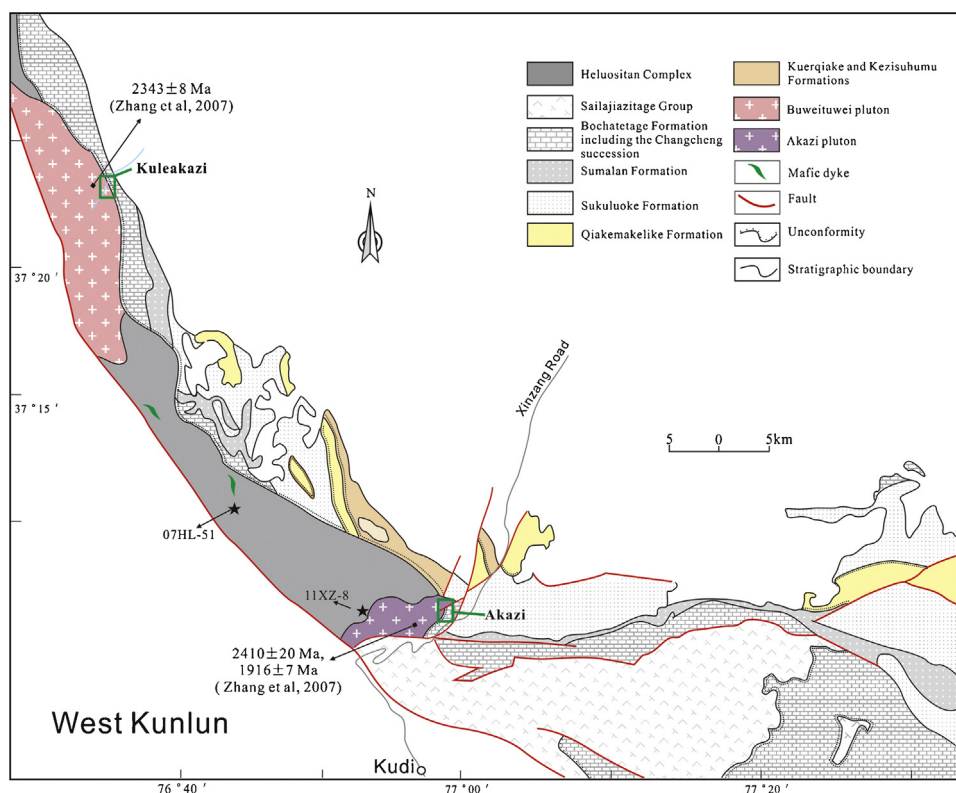 2343±8 Ma
(Zhang et al, 2007)
Kuleakazi
N
Heluositan Complex
Sailajiazitage Group
Bochatetage Formation
including the Changcheng
succession
Sumalan Formation
Sukuluoke Formation
Qiakemakelike Formation
Kuerqiake and Kezisuhumu
Formations
Buweituwei pluton
Akazi pluton
Mafic dyke
Fault
Unconformity
Stratigraphic boundary
37°20′
37°15′
Xinzang Road
5 0 5km
07HL-51
11XZ-8
Akazi
2410±20 Ma,
1916±7 Ma
( Zhang et al, 2007)
West Kunlun
Kudi
76°40′
77°00′
77°20′